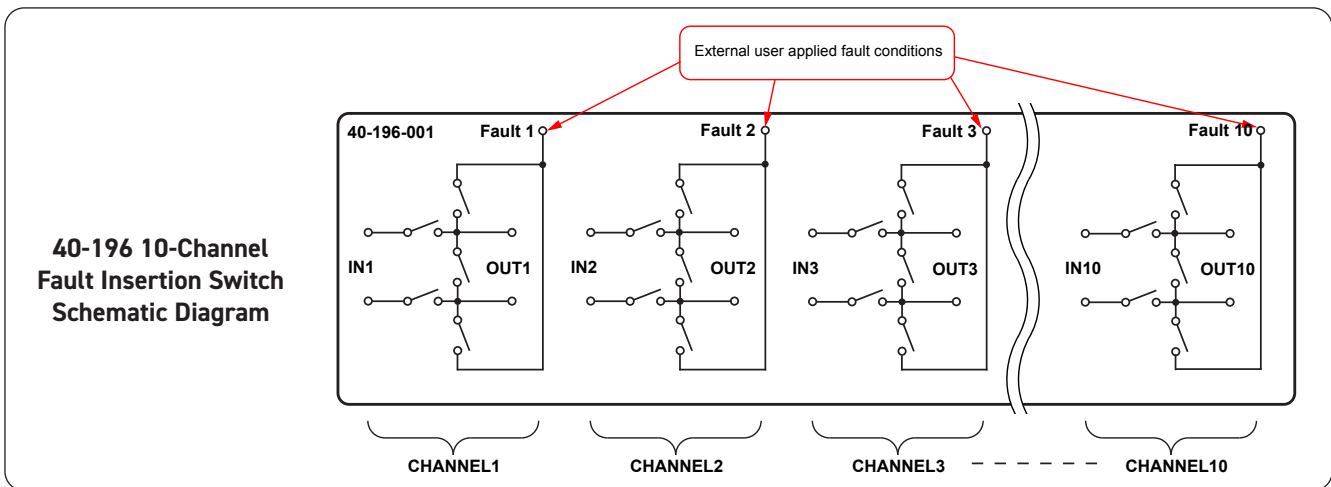 External user applied fault conditions
40-196-001
Fault 1
Fault 2
Fault 3
Fault 10
40-196 10-Channel
Fault Insertion Switch
Schematic Diagram
IN1
OUT1
IN2
OUT2
IN3
OUT3
IN10
OUT10
CHANNEL1
CHANNEL2
CHANNEL3
CHANNEL10